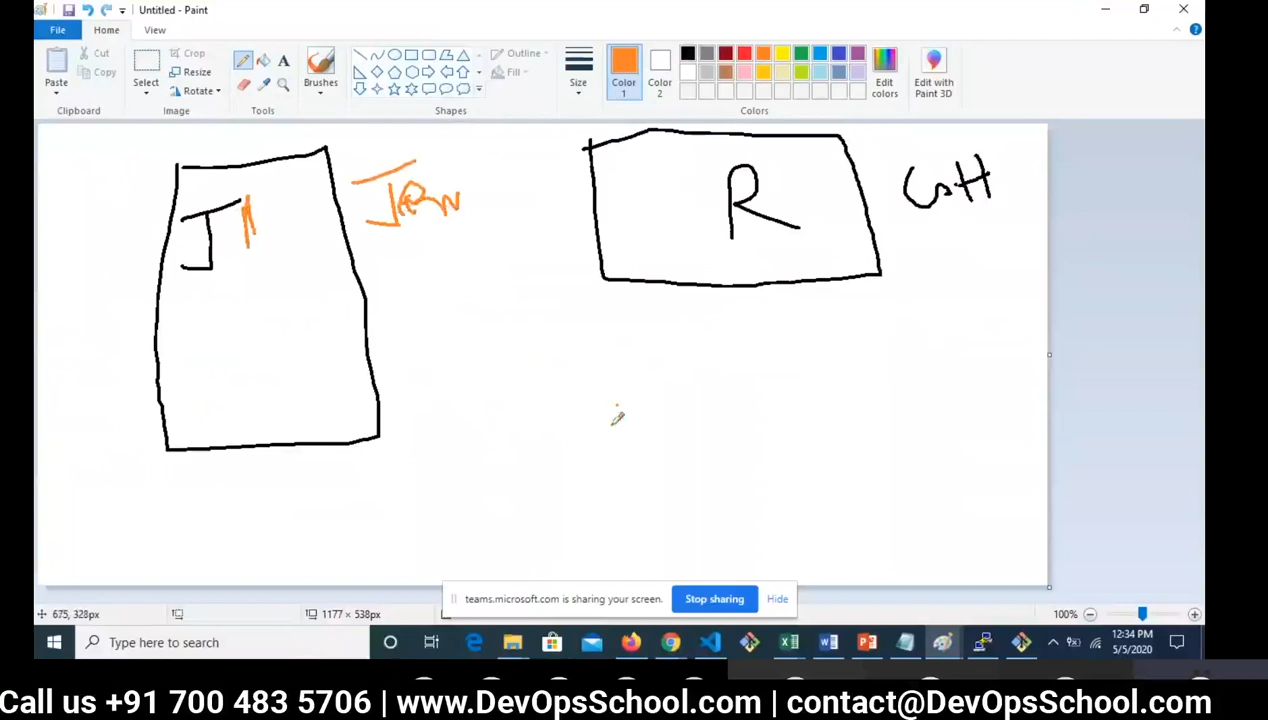 Untitled - Paint
File
Home
View
Paste
Cut
Copy
Clipboard
Select
Crop
Resize
Rotate
Image
Tools
Brushes
Shapes
Outline
Fill
Size
Color 1
Color 2
Edit colors
Edit with Paint 3D
Colors
J
R
teams.microsoft.com is sharing your screen.
Stop sharing
Hide
675, 328px
1177 × 538px
100%
Type here to search
12:34 PM
5/5/2020
Call us +91 700 483 5706 | www.DevOpsSchool.com | contact@DevOpsSchool.com